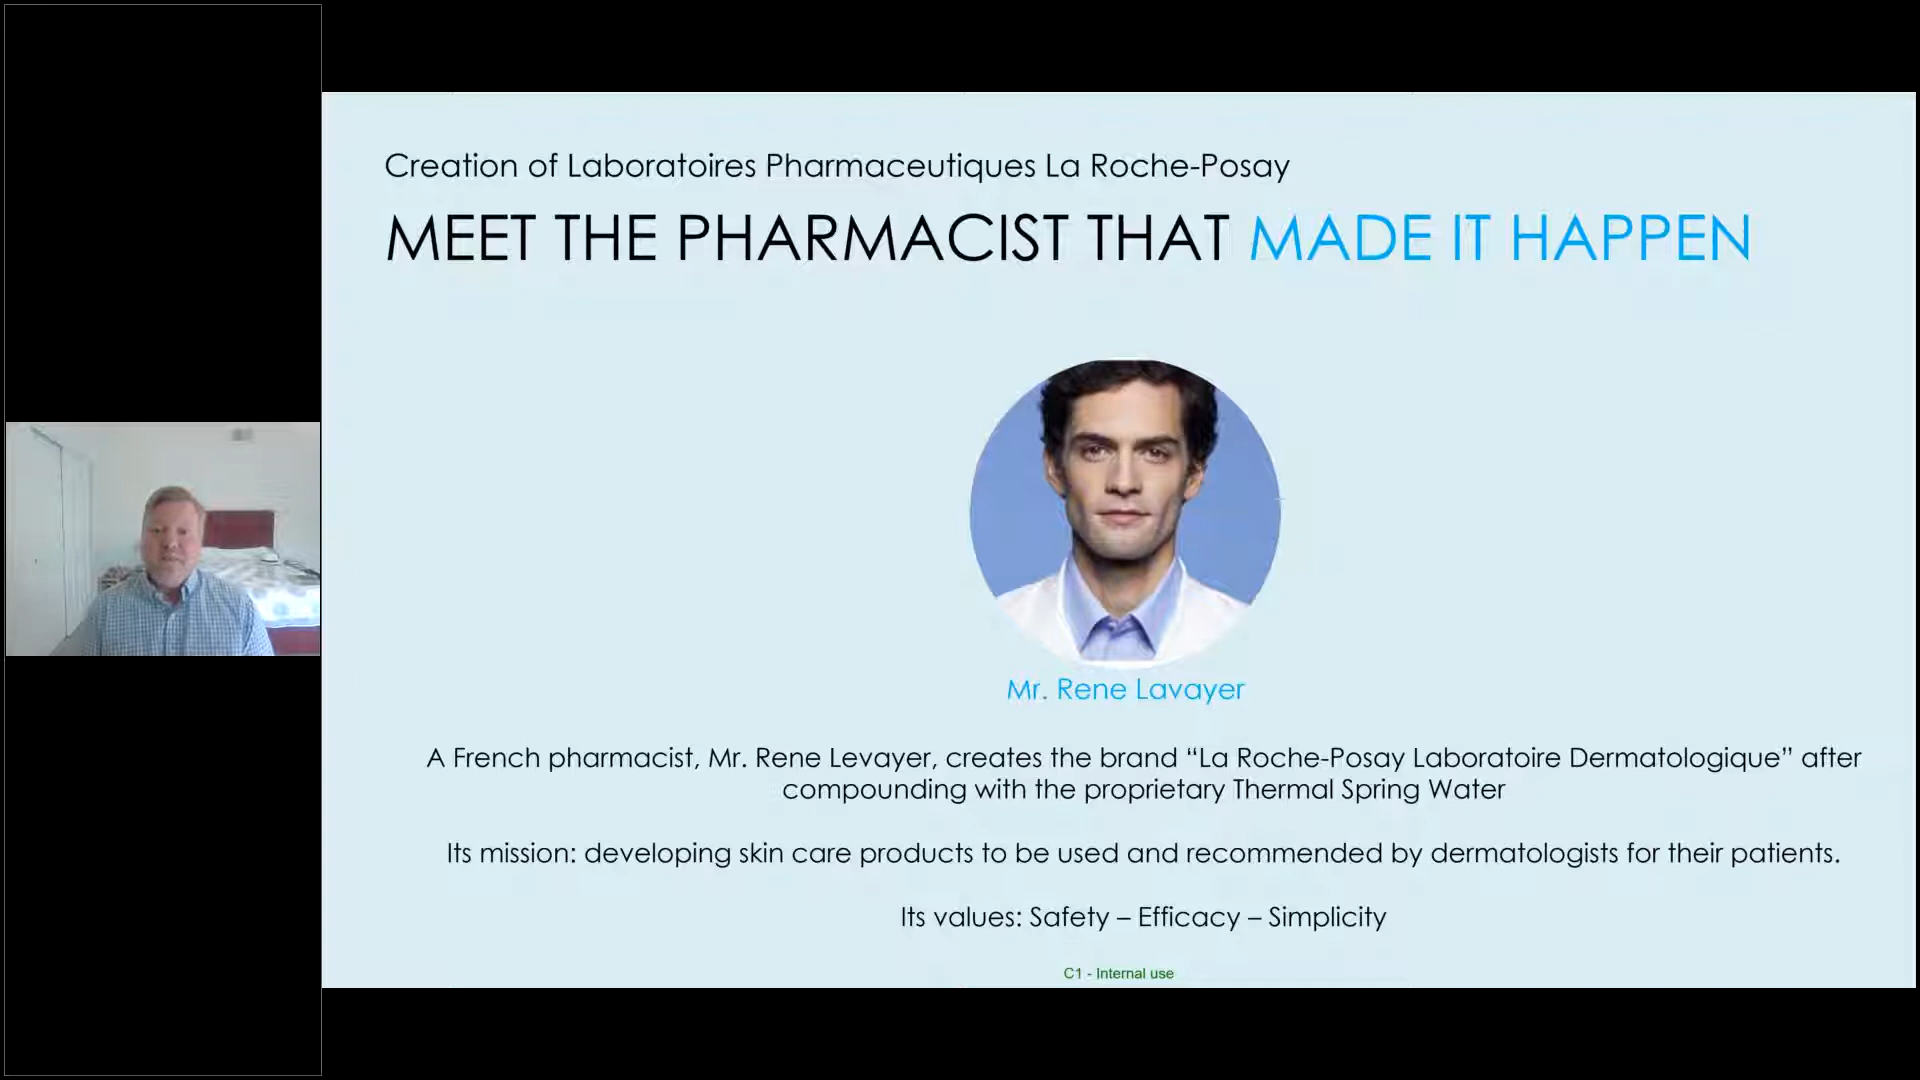 Creation of Laboratoires Pharmaceutiques La Roche-Posay
MEET THE PHARMACIST THAT MADE IT HAPPEN
Mr. Rene Lavayer
A French pharmacist, Mr. Rene Levayer, creates the brand “La Roche-Posay Laboratoire Dermatologique” after
compounding with the proprietary Thermal Spring Water
Its mission: developing skin care products to be used and recommended by dermatologists for their patients.
Its values: Safety – Efficacy – Simplicity
C1 - Internal use